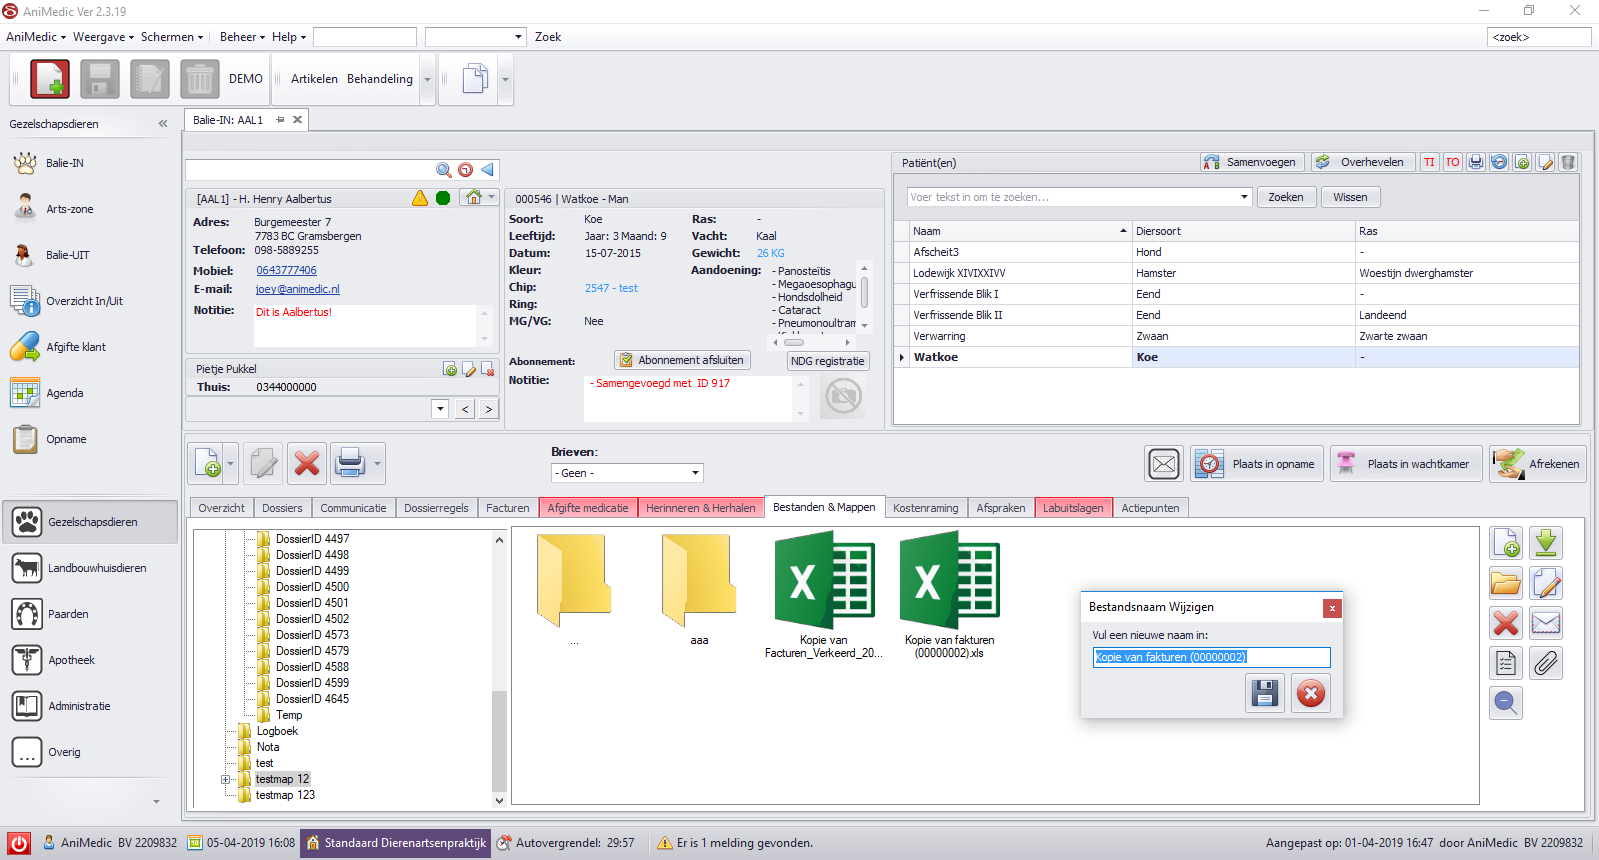 AniMedic Ver 2.3.19
AniMedic Weergave Schermen Beheer Help Zoek <zoek>
DEMO Artikelen Behandeling
Gezelschapsdieren «
Balie-IN: AAL1
Balie-IN
Arts-zone
Balie-UIT
Overzicht In/Uit
Afgifte klant
Agenda
Opname
Gezelschapsdieren
Landbouwhuisdieren
Paarden
Apotheek
Administratie
... Overig
[AAL1] - H. Henry Aalbertus
Adres: Burgemeester 7
7783 BC Gramsbergen
Telefoon: 098-5889255
Mobiel: 0643777406
E-mail: joey@animedic.nl
Notitie: Dit is Aalbertus!
Pietje Pukkel
Thuis: 0344000000
< >
000546 | Watkoe - Man
Soort: Koe Ras: -
Leeftijd: Jaar: 3 Maand: 9 Vacht: Kaal
Datum: 15-07-2015 Gewicht: 26 KG
Kleur: Aandoening: - Panosteïtis
- Megaoesophagu
Chip: 2547 - test - Hondsdolheid
Ring: - Cataract
MG/VG: Nee - Pneumonoultram
Abonnement: Abonnement afsluiten NDG registratie
Notitie: - Samengevoegd met ID 917
Patiënt(en) Samenvoegen Overhevelen TI TO
Voer tekst in om te zoeken... Zoeken Wissen
Naam Diersoort Ras
Afscheit3 Hond -
Lodewijk XIVIXXIVV Hamster Woestijn dwerghamster
Verfrissende Blik I Eend -
Verfrissende Blik II Eend Landeend
Verwarring Zwaan Zwarte zwaan
Watkoe Koe -
Brieven:
- Geen -
Plaats in opname Plaats in wachtkamer Afrekenen
Overzicht Dossiers Communicatie Dossierregels Facturen Afgifte medicatie Herinneren & Herhalen Bestanden & Mappen Kostenraming Afspraken Labuitslagen Actiepunten
DossierID 4497
DossierID 4498
DossierID 4499
DossierID 4500
DossierID 4501
DossierID 4502
DossierID 4573
DossierID 4579
DossierID 4588
DossierID 4599
DossierID 4645
Temp
Logboek
Nota
test
testmap 12
testmap 123
...
aaa
Kopie van
Facturen_Verkeerd_20...
Kopie van fakturen
(00000002).xls
Bestandsnaam Wijzigen x
Vul een nieuwe naam in:
Kopie van fakturen (00000002)
AniMedic BV 2209832 05-04-2019 16:08 Standaard Dierenartsenpraktijk Autovergrendel: 29:57 Er is 1 melding gevonden. Aangepast op: 01-04-2019 16:47 door AniMedic BV 2209832